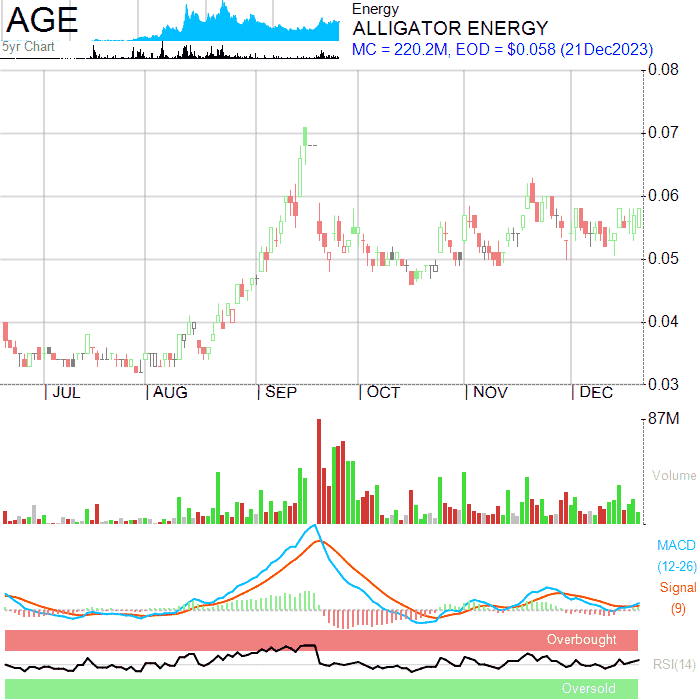 AGE
5yr Chart
Energy
ALLIGATOR ENERGY
MC = 220.2M, EOD = $0.058 (21Dec2023)
0.08
0.07
0.06
0.05
0.04
0.03
JUL AUG SEP OCT NOV DEC
87M
Volume
MACD
(12-26)
Signal
(9)
Overbought
RSI(14)
Oversold